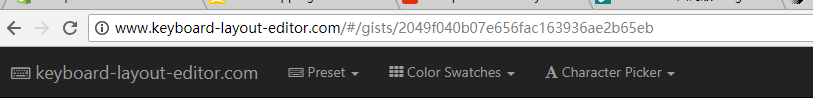 www.keyboard-layout-editor.com/#/gists/2049f040b07e656fac163936ae2b65eb
keyboard-layout-editor.com Preset Color Swatches A Character Picker